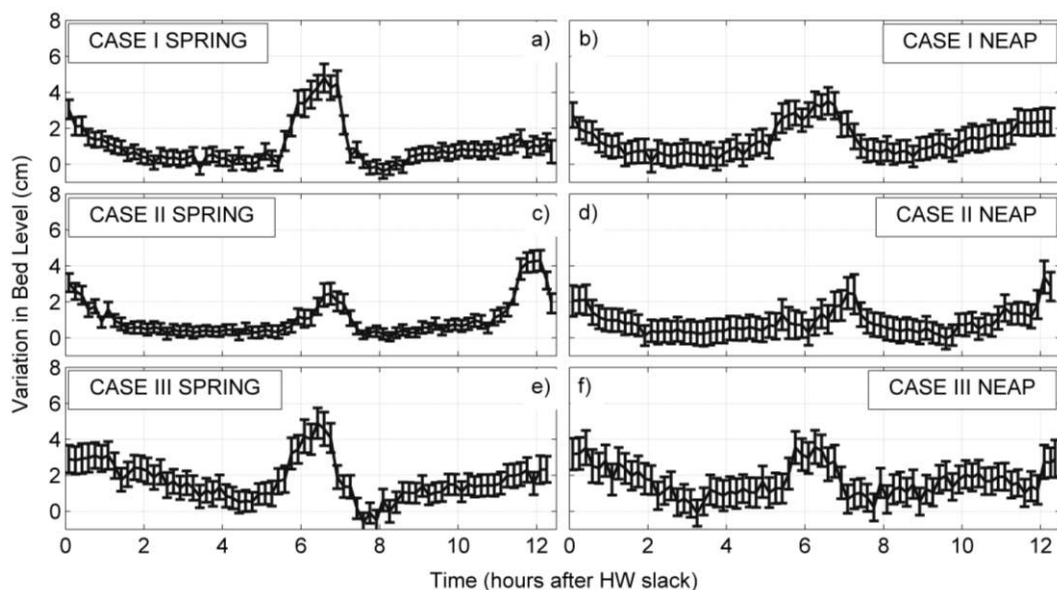 CASE I SPRING a)
b) CASE I NEAP
CASE II SPRING c)
d) CASE II NEAP
CASE III SPRING e)
f) CASE III NEAP
Variation in Bed Level (cm)
8
6
4
2
0
8
6
4
2
0
8
6
4
2
0
0 2 4 6 8 10 12
0 2 4 6 8 10 12
Time (hours after HW slack)